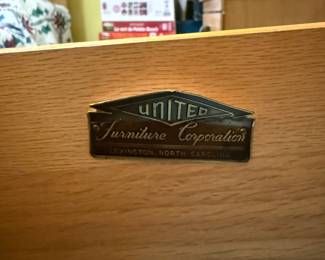 UNITED
Furniture Corporation
LEXINGTON, NORTH CAROLINA